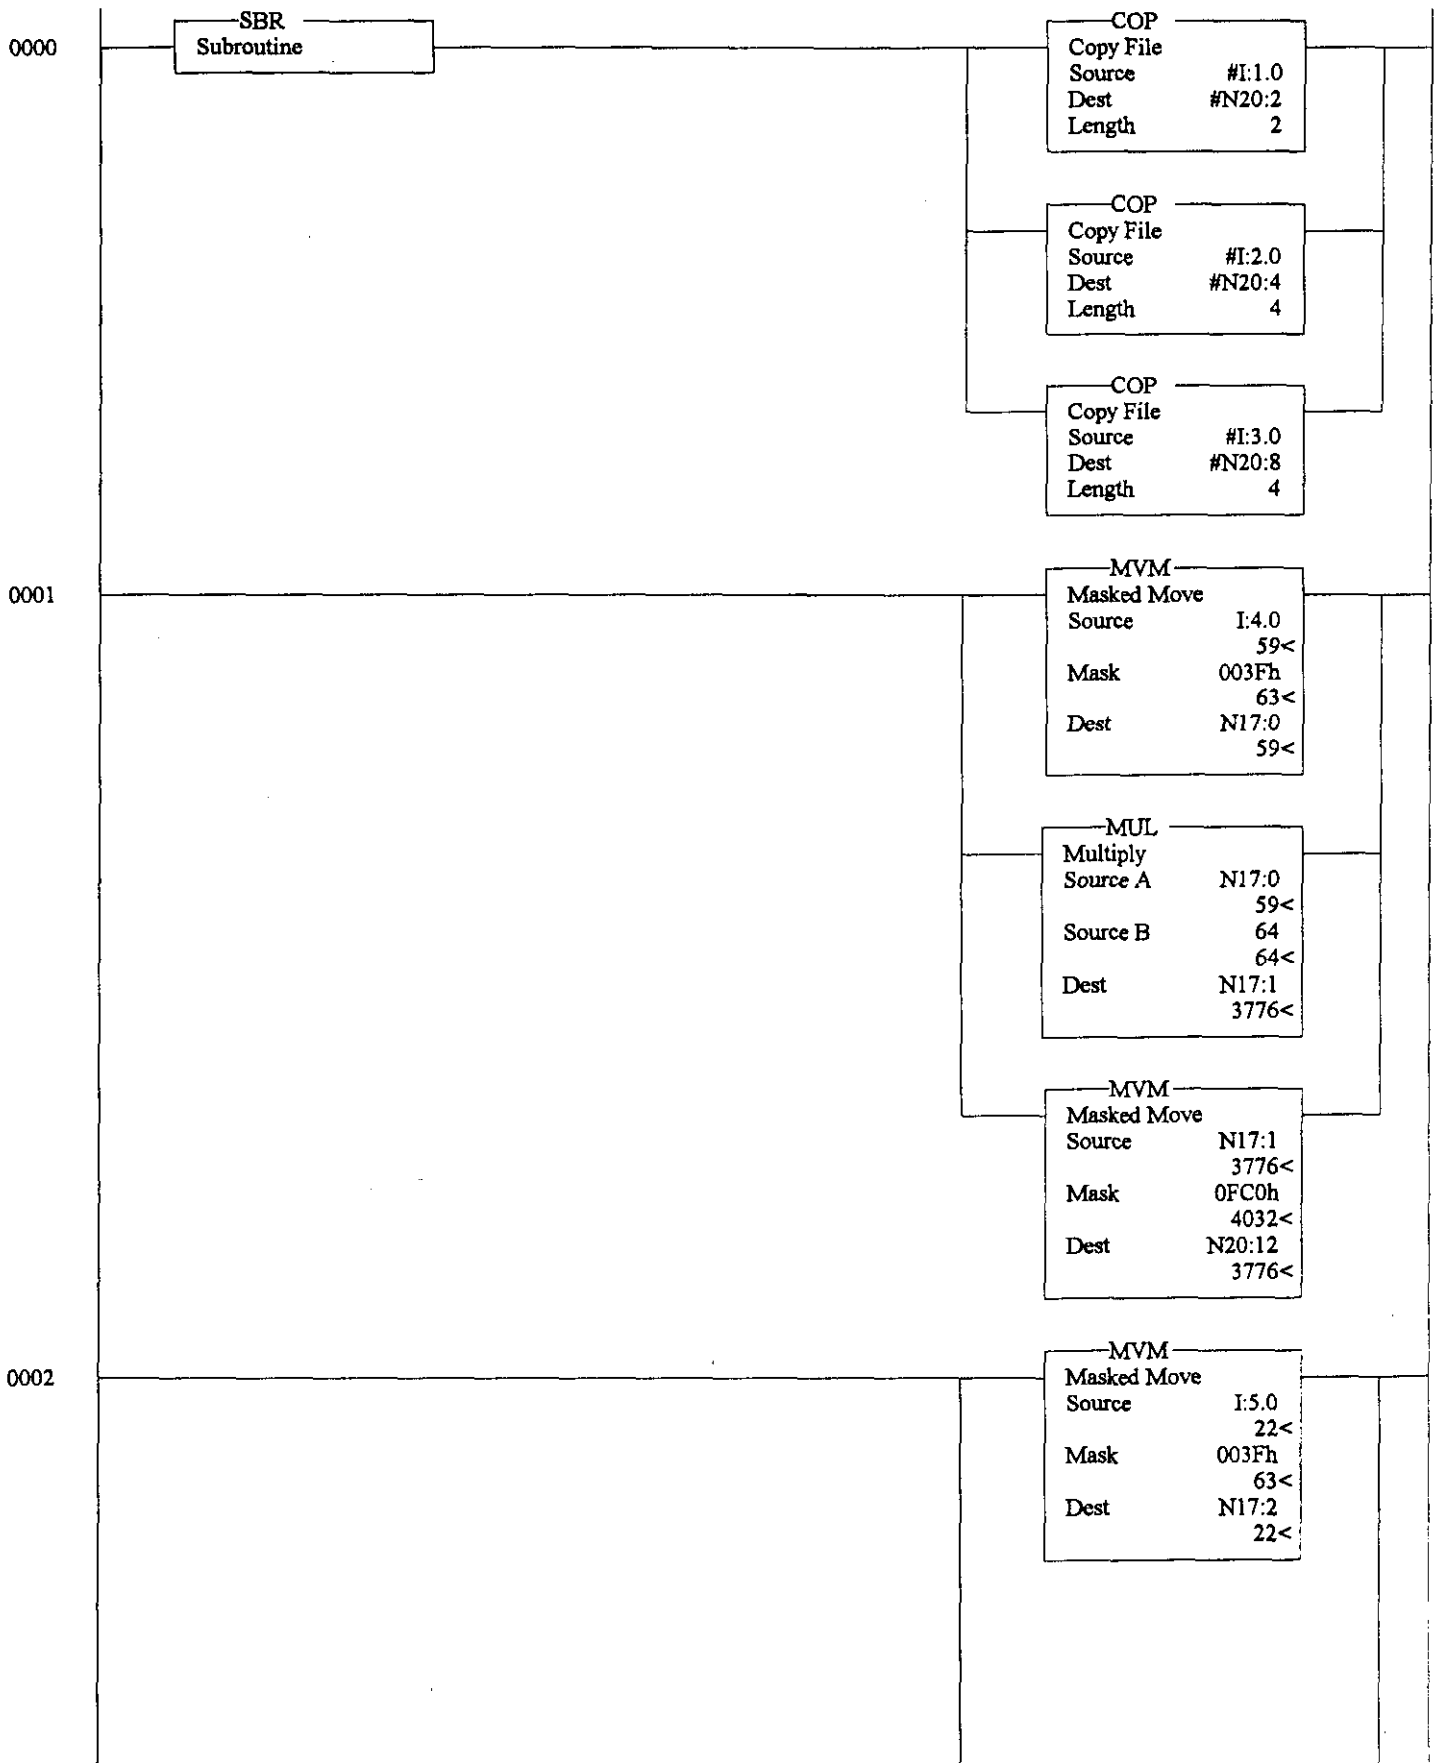 0000
SBR
Subroutine
COP
Copy File
Source #I:1.0
Dest #N20:2
Length 2
COP
Copy File
Source #I:2.0
Dest #N20:4
Length 4
COP
Copy File
Source #I:3.0
Dest #N20:8
Length 4
0001
MVM
Masked Move
Source I:4.0
59<
Mask 003Fh
63<
Dest N17:0
59<
MUL
Multiply
Source A N17:0
59<
Source B 64
64<
Dest N17:1
3776<
MVM
Masked Move
Source N17:1
3776<
Mask 0FC0h
4032<
Dest N20:12
3776<
0002
MVM
Masked Move
Source I:5.0
22<
Mask 003Fh
63<
Dest N17:2
22<